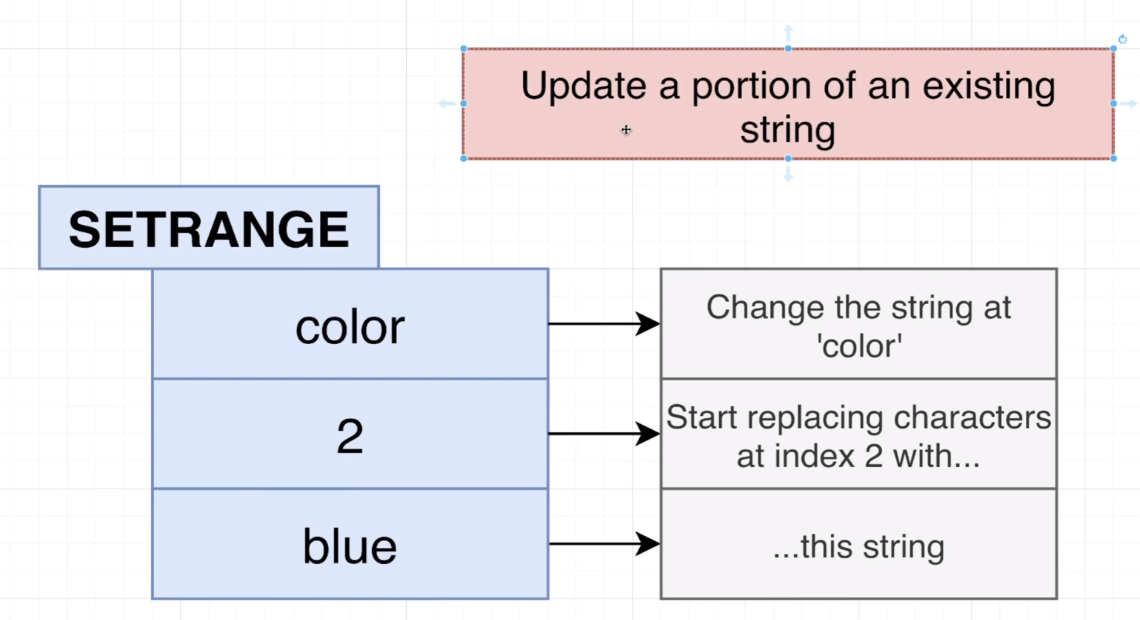 Update a portion of an existing
string
SETRANGE
color
Change the string at
'color'
2
Start replacing characters
at index 2 with...
blue
...this string